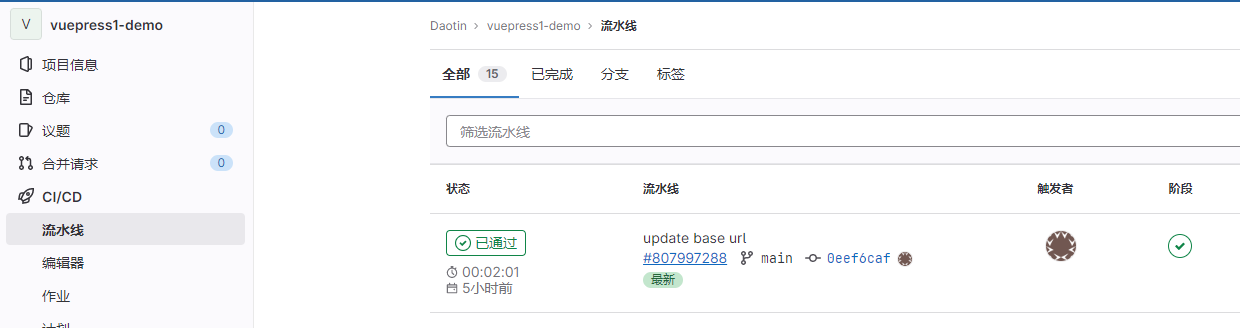 V vuepress1-demo
项目信息
仓库
议题 0
合并请求 0
CI/CD
流水线
编辑器
作业
计划
Daotin > vuepress1-demo > 流水线
全部 15 已完成 分支 标签
筛选流水线
状态 流水线 触发者 阶段
已通过
00:02:01
5小时前
update base url
#807997288 main 0eef6caf
最新